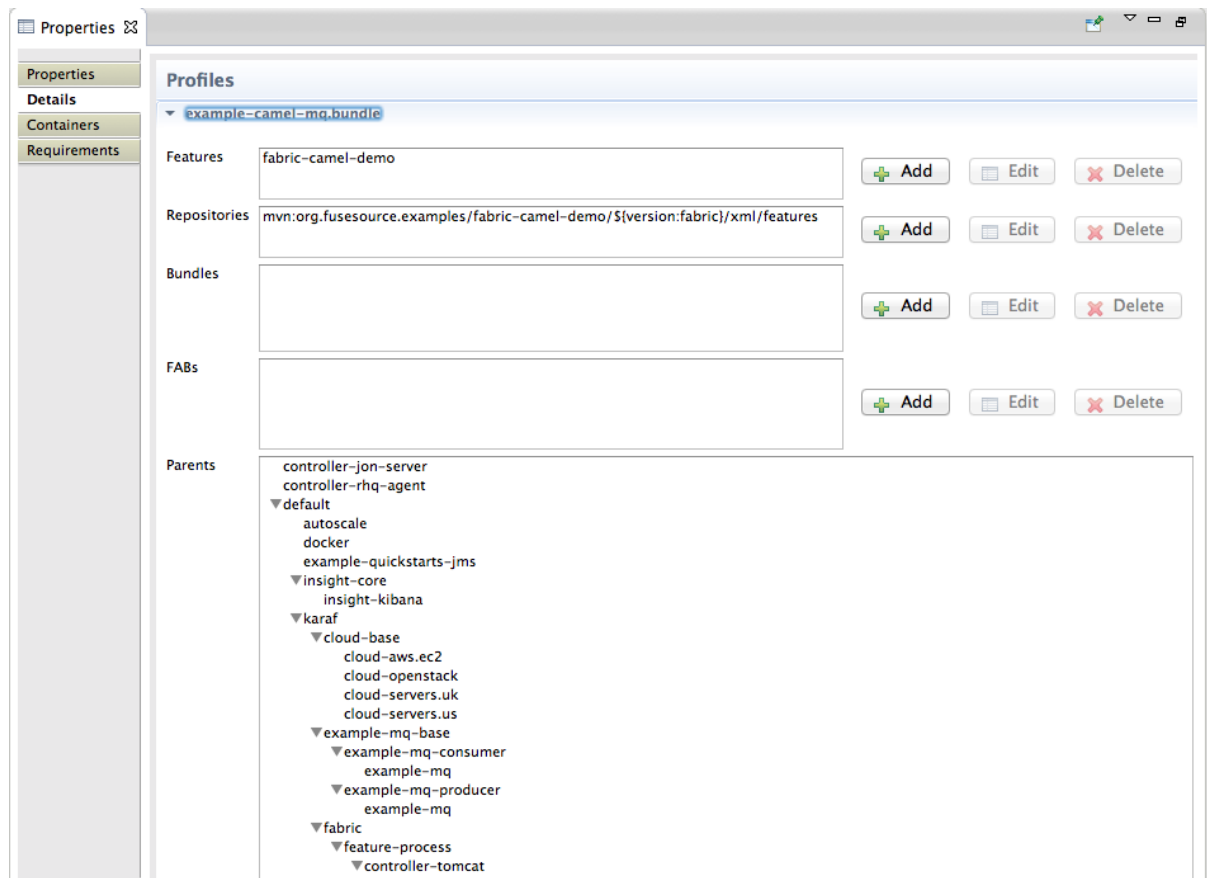 Properties
Properties
Details
Containers
Requirements
Profiles
example-camel-mq.bundle
Features
fabric-camel-demo
Add
Edit
Delete
Repositories
mvn:org.fusesource.examples/fabric-camel-demo/${version:fabric}/xml/features
Add
Edit
Delete
Bundles
Add
Edit
Delete
FABs
Add
Edit
Delete
Parents
controller-jon-server
controller-rhq-agent
default
autoscale
docker
example-quickstarts-jms
insight-core
insight-kibana
karaf
cloud-base
cloud-aws.ec2
cloud-openstack
cloud-servers.uk
cloud-servers.us
example-mq-base
example-mq-consumer
example-mq
example-mq-producer
example-mq
fabric
feature-process
controller-tomcat